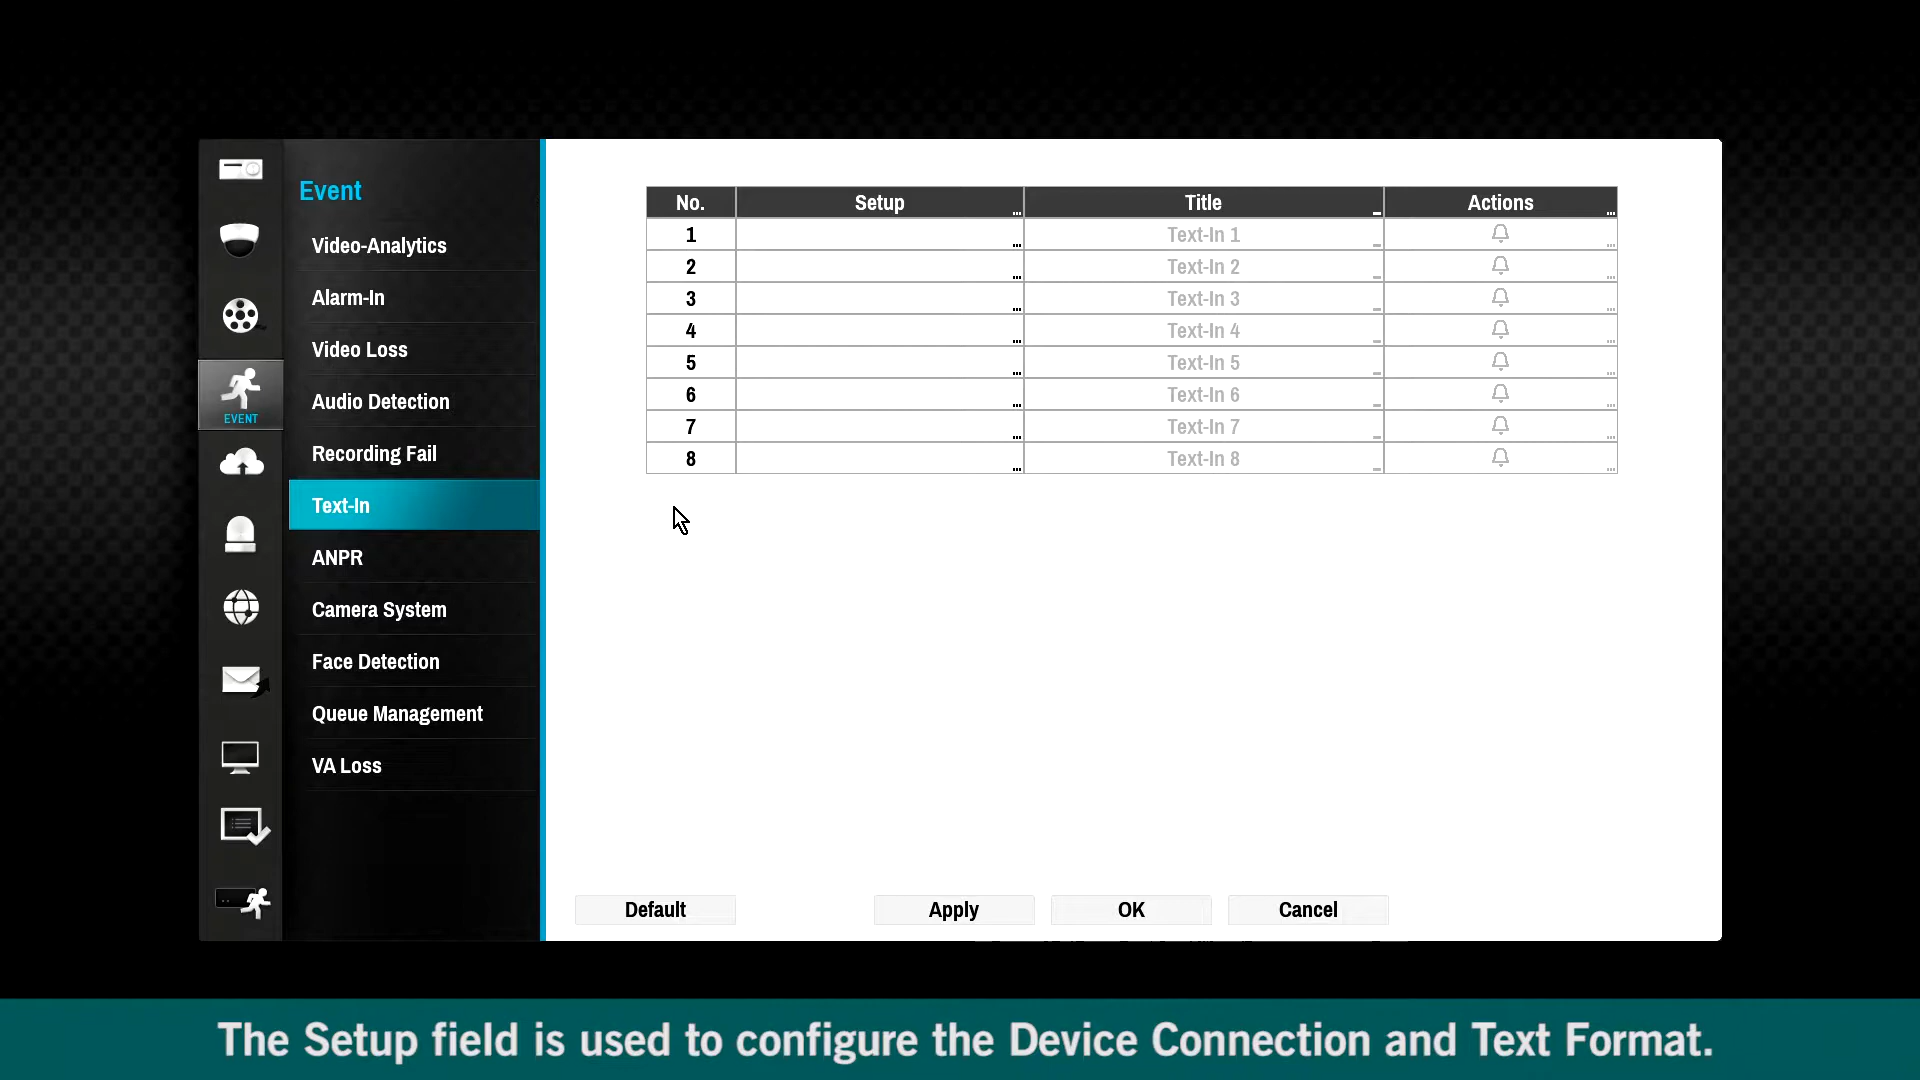 Event
EVENT
Video-Analytics
Alarm-In
Video Loss
Audio Detection
Recording Fail
Text-In
ANPR
Camera System
Face Detection
Queue Management
VA Loss
No. Setup ... Title _ Actions ...
1 ... Text-In 1 _ ...
2 ... Text-In 2 _ ...
3 ... Text-In 3 _ ...
4 ... Text-In 4 _ ...
5 ... Text-In 5 _ ...
6 ... Text-In 6 _ ...
7 ... Text-In 7 _ ...
8 ... Text-In 8 _ ...
Default Apply OK Cancel
The Setup field is used to configure the Device Connection and Text Format.